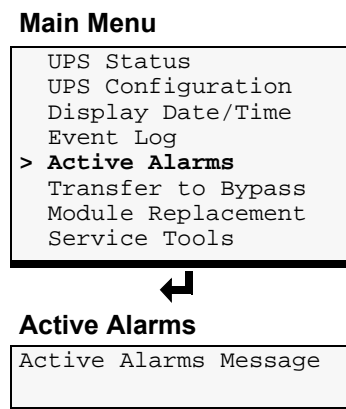 Main Menu
UPS Status
UPS Configuration
Display Date/Time
Event Log
> Active Alarms
Transfer to Bypass
Module Replacement
Service Tools
Active Alarms
Active Alarms Message